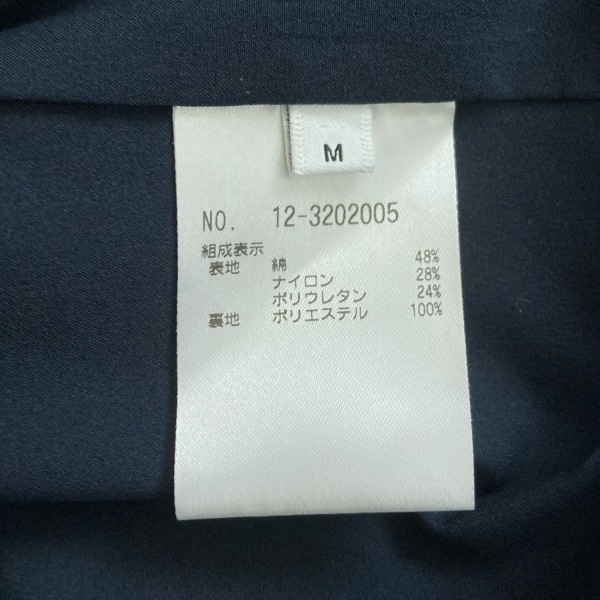 M
NO. 12-3202005
組成表示
表地 綿 48%
ナイロン 28%
ポリウレタン 24%
裏地 ポリエステル 100%